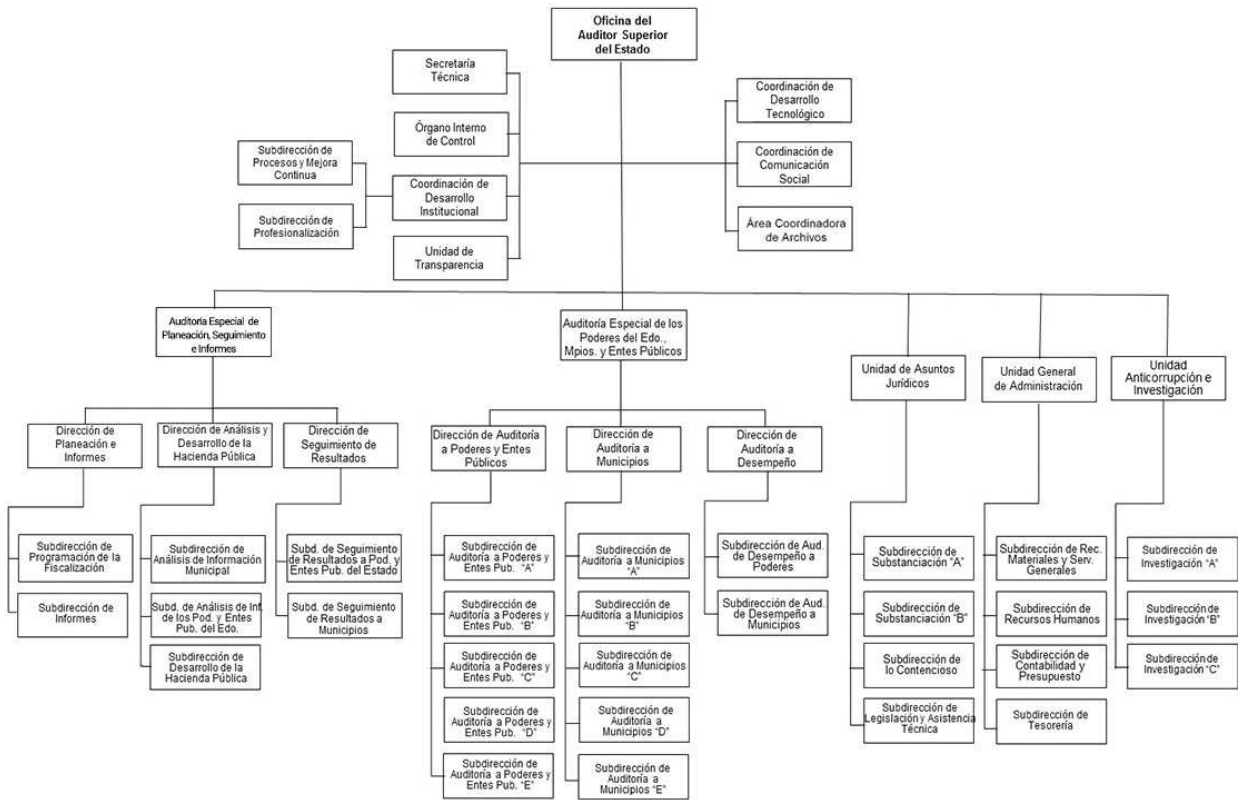 Oficina del
Auditor Superior
del Estado
Secretaría
Técnica
Órgano Interno
de Control
Coordinación de
Desarrollo
Institucional
Unidad de
Transparencia
Subdirección de
Procesos y Mejora
Continua
Subdirección de
Profesionalización
Coordinación de
Desarrollo
Tecnológico
Coordinación de
Comunicación
Social
Área Coordinadora
de Archivos
Auditoría Especial de
Planeación, Seguimiento
e Informes
Auditoría Especial de los
Poderes del Edo.,
Mpios. y Entes Públicos
Unidad de Asuntos
Jurídicos
Unidad General
de Administración
Unidad
Anticorrupción e
Investigación
Dirección de
Planeación e
Informes
Dirección de Análisis y
Desarrollo de la
Hacienda Pública
Dirección de
Seguimiento de
Resultados
Dirección de Auditoría
a Poderes y Entes
Públicos
Dirección de
Auditoría a
Municipios
Dirección de
Auditoría a
Desempeño
Subdirección de
Programación de la
Fiscalización
Subdirección de
Informes
Subdirección de
Análisis de Información
Municipal
Subd. de Análisis de Inf.
de los Pod. y Entes
Pub. del Edo.
Subdirección de
Desarrollo de la
Hacienda Pública
Subd. de Seguimiento
de Resultados a Pod. y
Entes Pub. del Estado
Subd. de Seguimiento
de Resultados a
Municipios
Subdirección de
Auditoría a Poderes y
Entes Pub. "A"
Subdirección de
Auditoría a Poderes y
Entes Pub. "B"
Subdirección de
Auditoría a Poderes y
Entes Pub. "C"
Subdirección de
Auditoría a Poderes y
Entes Pub. "D"
Subdirección de
Auditoría a Poderes y
Entes Pub. "E"
Subdirección de
Auditoría a Municipios
"A"
Subdirección de
Auditoría a Municipios
"B"
Subdirección de
Auditoría a Municipios
"C"
Subdirección de
Auditoría a
Municipios "D"
Subdirección de
Auditoría a
Municipios "E"
Subdirección de Aud.
de Desempeño a
Poderes
Subdirección de Aud.
de Desempeño a
Municipios
Subdirección de
Substanciación "A"
Subdirección de
Substanciación "B"
Subdirección de
lo Contencioso
Subdirección de
Legislación y Asistencia
Técnica
Subdirección de Rec.
Materiales y Serv.
Generales
Subdirección de
Recursos Humanos
Subdirección de
Contabilidad y
Presupuesto
Subdirección de
Tesorería
Subdirección de
Investigación "A"
Subdirección de
Investigación "B"
Subdirección de
Investigación "C"